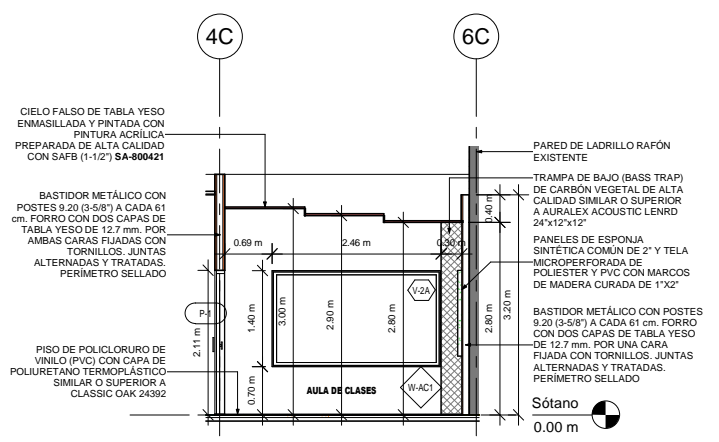 4C
6C
CIELO FALSO DE TABLA YESO
ENMASILLADA Y PINTADA CON
PINTURA ACRÍLICA
PREPARADA DE ALTA CALIDAD
CON SAFB (1-1/2") SA-800421
BASTIDOR METÁLICO CON
POSTES 9.20 (3-5/8") A CADA 61
cm. FORRO CON DOS CAPAS DE
TABLA YESO DE 12.7 mm. POR
AMBAS CARAS FIJADAS CON
TORNILLOS. JUNTAS
ALTERNADAS Y TRATADAS.
PERÍMETRO SELLADO
PISO DE POLICLORURO DE
VINILO (PVC) CON CAPA DE
POLIURETANO TERMOPLÁSTICO
SIMILAR O SUPERIOR A
CLASSIC OAK 24392
0.69 m
2.46 m
0.30 m
0.40 m
P-1
2.11 m
1.40 m
0.70 m
3.00 m
2.90 m
2.80 m
V-2A
W-AC1
AULA DE CLASES
2.80 m
3.20 m
PARED DE LADRILLO RAFÓN
EXISTENTE
TRAMPA DE BAJO (BASS TRAP)
DE CARBÓN VEGETAL DE ALTA
CALIDAD SIMILAR O SUPERIOR
A AURALEX ACOUSTIC LENRD
24"x12"x12"
PANELES DE ESPONJA
SINTÉTICA COMÚN DE 2" Y TELA
MICROPERFORADA DE
POLIESTER Y PVC CON MARCOS
DE MADERA CURADA DE 1"X2"
BASTIDOR METÁLICO CON POSTES
9.20 (3-5/8") A CADA 61 cm. FORRO
CON DOS CAPAS DE TABLA YESO
DE 12.7 mm. POR UNA CARA
FIJADA CON TORNILLOS. JUNTAS
ALTERNADAS Y TRATADAS.
PERÍMETRO SELLADO
Sótano
0.00 m